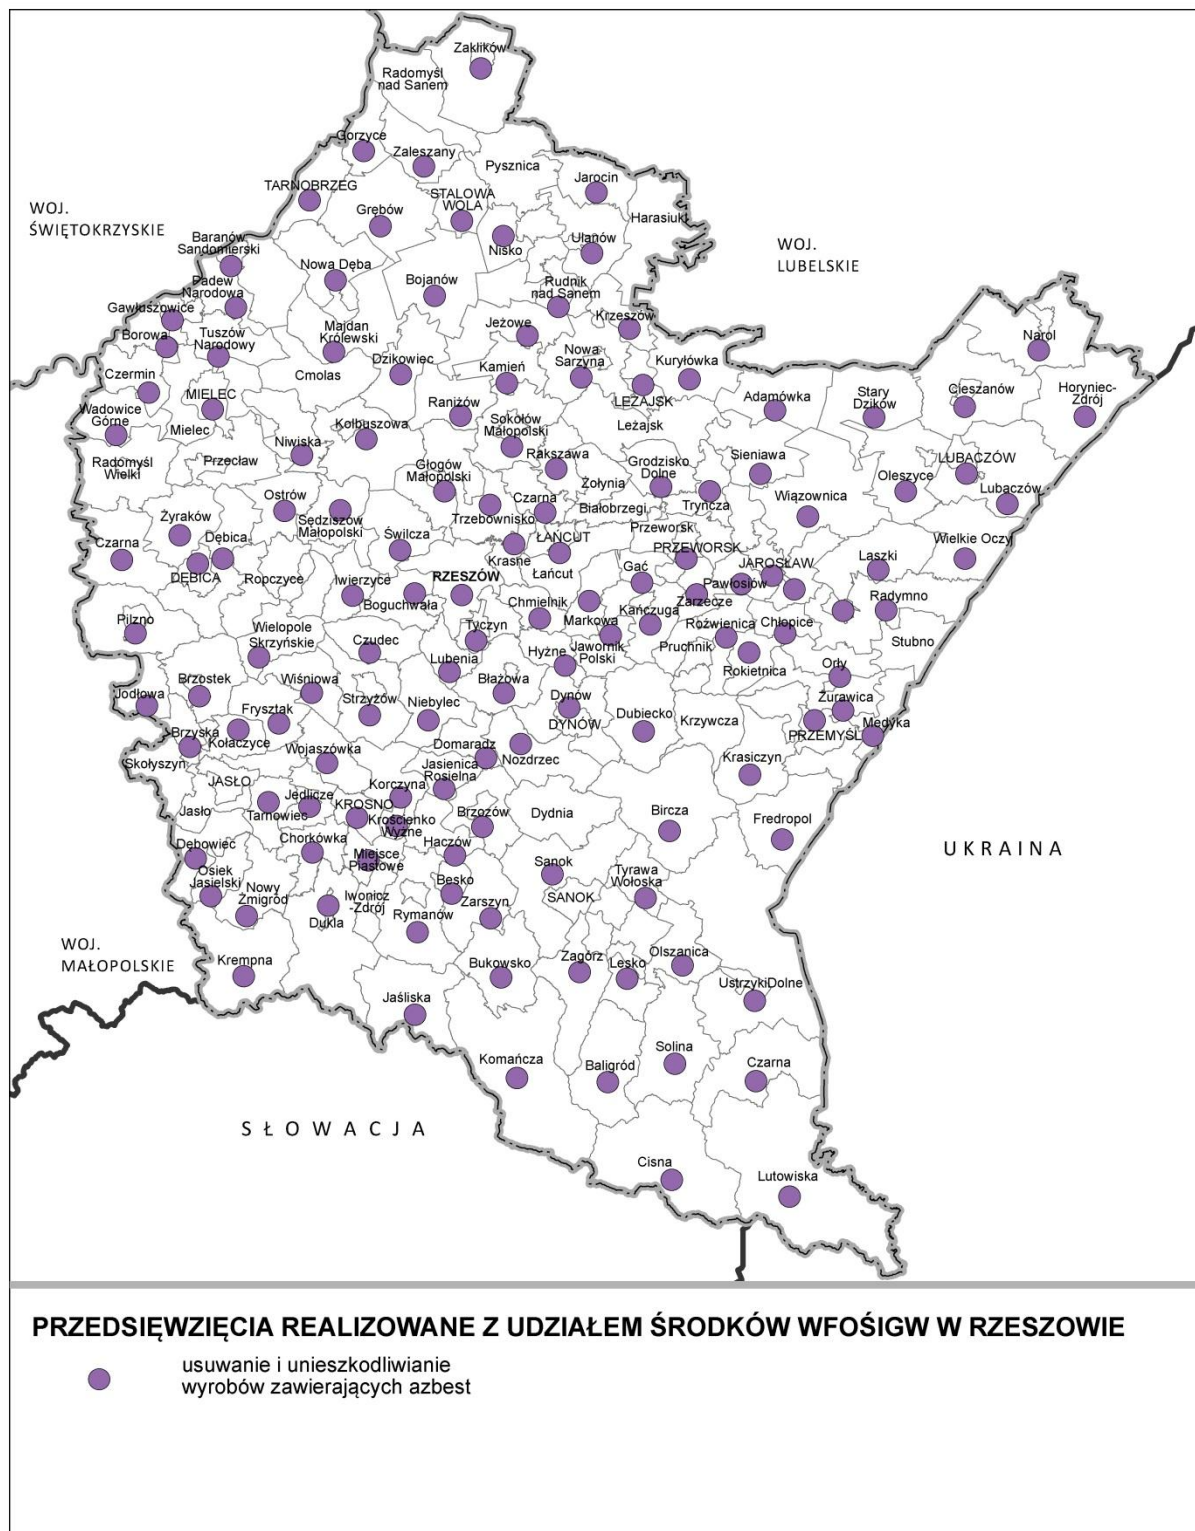 Zaklików
Radomyśl
nad Sanem
Gorzyce
Zaleszany
Pysznica
Jarocin
TARNOBRZEG
STALOWA
WOLA
Harasiuki
WOJ.
ŚWIĘTOKRZYSKIE
Grębów
Nisko
Ulanów
WOJ.
LUBELSKIE
Baranów
Sandomierski
Nowa Dęba
Bojanów
Rudnik
nad Sanem
Padew
Narodowa
Gawłuszowice
Krzeszów
Borowa
Tuszów
Narodowy
Majdan
Królewski
Jeżowe
Narol
Dzikowiec
Nowa
Sarzyna
Kuryłówka
Czermin
Cmolas
Kamień
MIELEC
LEŻAJSK
Adamówka
Stary
Dzików
Cieszanów
Horyniec-
Zdrój
Wadowice
Górne
Mielec
Kolbuszowa
Raniżów
Sokołów
Małopolski
Leżajsk
Radomyśl
Wielki
Przecław
Niwiska
Głogów
Małopolski
Rakszawa
Grodzisko
Dolne
Sieniawa
LUBACZÓW
Żołynia
Oleszyce
Lubaczów
Ostrów
Sędziszów
Małopolski
Trzebownisko
Czarna
Białobrzegi
Tryńcza
Wiązownica
Żyraków
Dębica
Świlcza
Krasne
ŁAŃCUT
Przeworsk
PRZEWORSK
Wielkie Oczy
Czarna
DĘBICA
Ropczyce
Iwierzyce
RZESZÓW
Łańcut
Gać
JAROSŁAW
Laszki
Boguchwała
Chmielnik
Pawłosiów
Zarzecze
Radymno
Pilzno
Markowa
Kańczuga
Roźwienica
Chłopice
Wielopole
Skrzyńskie
Czudec
Tyczyn
Hyżne
Jawornik
Polski
Pruchnik
Stubno
Lubenia
Rokietnica
Orły
Brzostek
Wiśniowa
Błażowa
Jodłowa
Strzyżów
Niebylec
Dynów
DYNÓW
Dubiecko
Krzywcza
Żurawica
Frysztak
PRZEMYŚL
Medyka
Brzyska
Kołaczyce
Skołyszyn
Wojaszówka
Domaradz
Nozdrzec
Jasienica
Rosielna
Krasiczyn
JASŁO
Jedlicze
Korczyna
Jasło
Tarnowiec
KROSNO
Krościenko
Wyżne
Brzozów
Dydnia
Bircza
Fredropol
Dębowiec
Chorkówka
Miejsce
Piastowe
Haczów
UKRAINA
Osiek
Jasielski
Nowy
Żmigród
Iwonicz
-Zdrój
Besko
Sanok
Tyrawa
Wołoska
Dukla
Rymanów
Zarszyn
SANOK
WOJ.
MAŁOPOLSKIE
Krempna
Bukowsko
Zagórz
Lesko
Olszanica
UstrzykiDolne
Jaśliska
Komańcza
Baligród
Solina
Czarna
SŁOWACJA
Cisna
Lutowiska
PRZEDSIĘWZIĘCIA REALIZOWANE Z UDZIAŁEM ŚRODKÓW WFOŚIGW W RZESZOWIE
usuwanie i unieszkodliwianie
wyrobów zawierających azbest